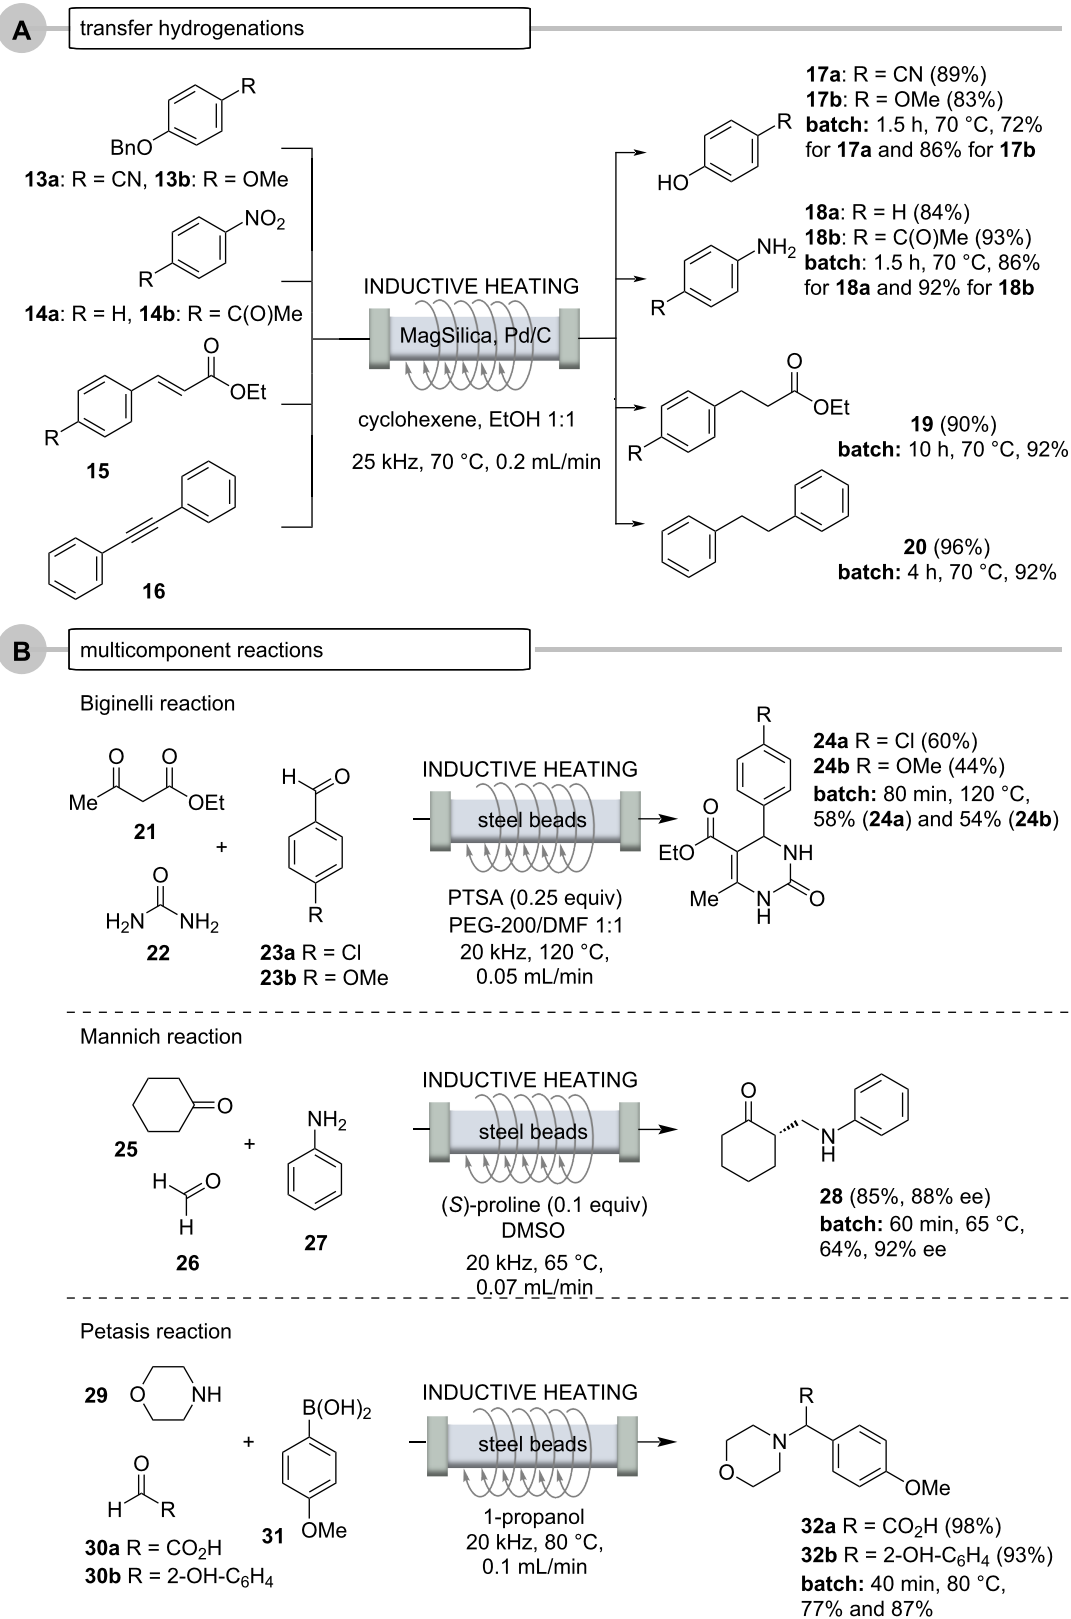 A
transfer hydrogenations
R
BnO
13a: R = CN, 13b: R = OMe
NO2
R
14a: R = H, 14b: R = C(O)Me
O
OEt
R
15
16
INDUCTIVE HEATING
MagSilica, Pd/C
cyclohexene, EtOH 1:1
25 kHz, 70 °C, 0.2 mL/min
R
HO
17a: R = CN (89%)
17b: R = OMe (83%)
batch: 1.5 h, 70 °C, 72%
for 17a and 86% for 17b
NH2
R
18a: R = H (84%)
18b: R = C(O)Me (93%)
batch: 1.5 h, 70 °C, 86%
for 18a and 92% for 18b
O
OEt
R
19 (90%)
batch: 10 h, 70 °C, 92%
20 (96%)
batch: 4 h, 70 °C, 92%
B
multicomponent reactions
Biginelli reaction
O O
Me OEt
21
+
O
H2N NH2
22
H O
R
23a R = Cl
23b R = OMe
INDUCTIVE HEATING
steel beads
PTSA (0.25 equiv)
PEG-200/DMF 1:1
20 kHz, 120 °C,
0.05 mL/min
R
O
EtO NH
Me N O
H
24a R = Cl (60%)
24b R = OMe (44%)
batch: 80 min, 120 °C,
58% (24a) and 54% (24b)
Mannich reaction
O
25
+
H O
H
26
NH2
27
INDUCTIVE HEATING
steel beads
(S)-proline (0.1 equiv)
DMSO
20 kHz, 65 °C,
0.07 mL/min
O
N
H
28 (85%, 88% ee)
batch: 60 min, 65 °C,
64%, 92% ee
Petasis reaction
29 O NH
+
O
H R
30a R = CO2H
30b R = 2-OH-C6H4
B(OH)2
31 OMe
INDUCTIVE HEATING
steel beads
1-propanol
20 kHz, 80 °C,
0.1 mL/min
R
N
O
OMe
32a R = CO2H (98%)
32b R = 2-OH-C6H4 (93%)
batch: 40 min, 80 °C,
77% and 87%